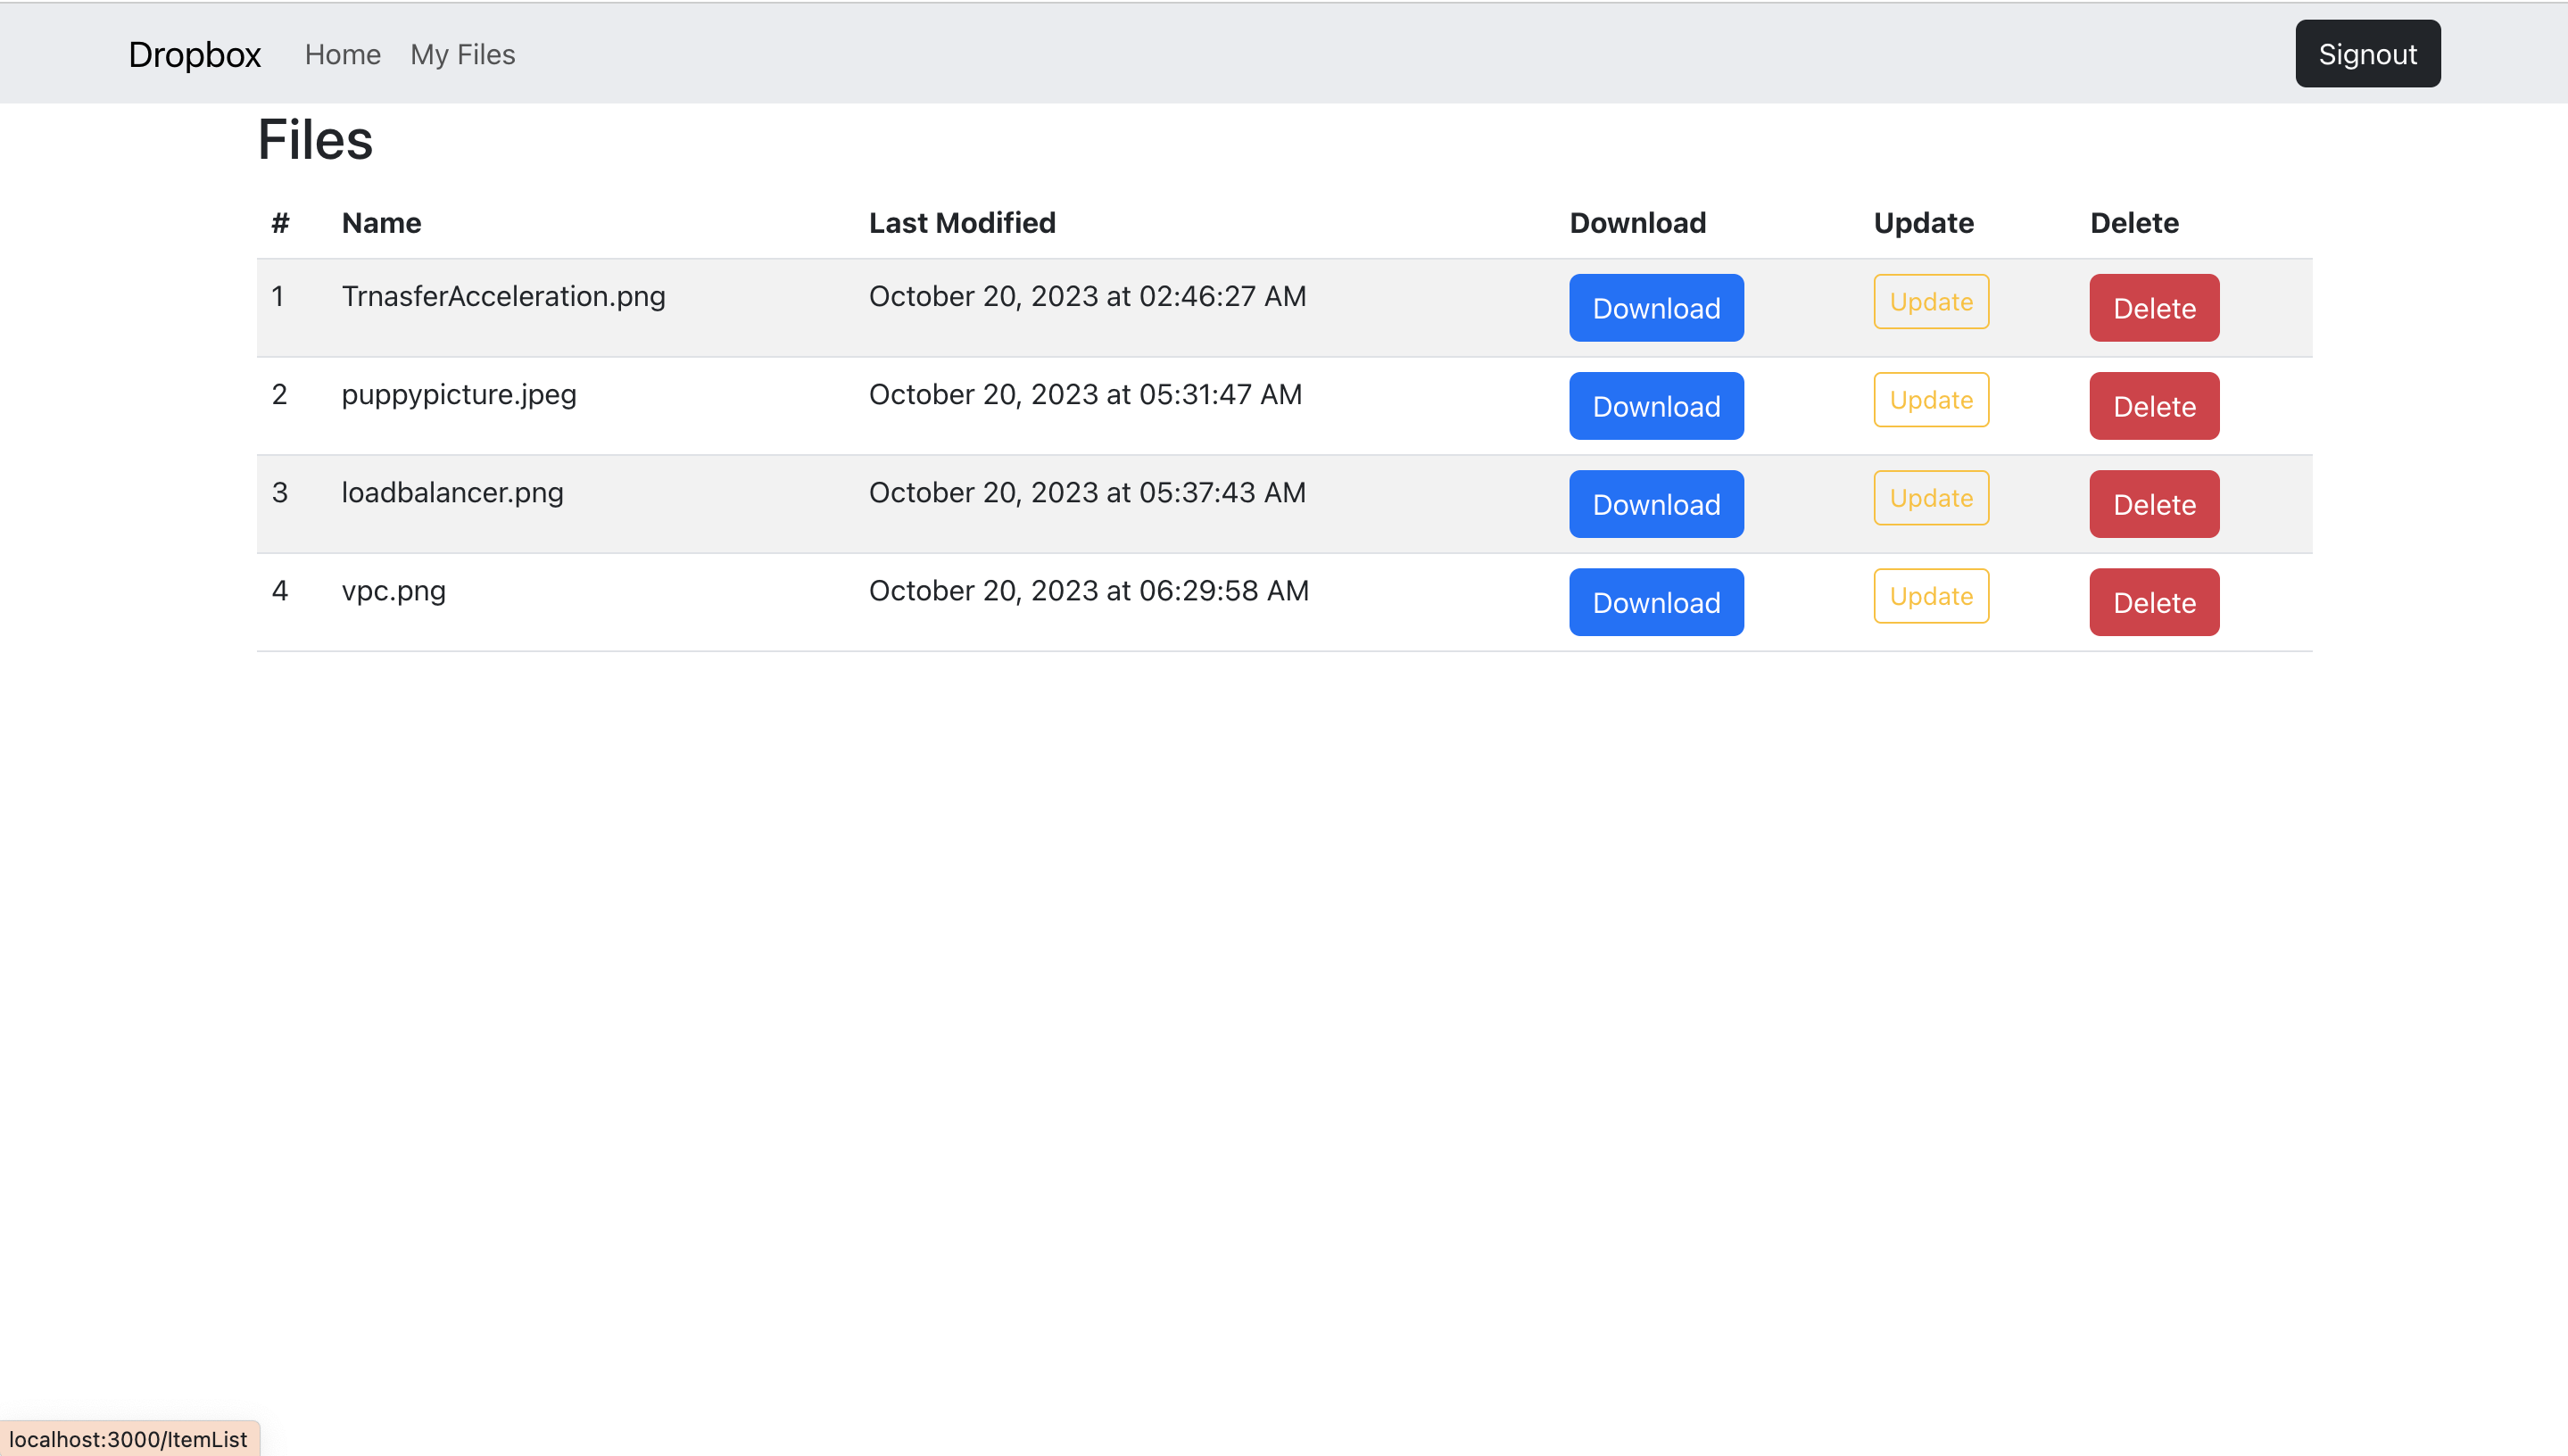 Dropbox Home My Files Signout
Files
# Name Last Modified Download Update Delete
1 TrnasferAcceleration.png October 20, 2023 at 02:46:27 AM Download Update Delete
2 puppypicture.jpeg October 20, 2023 at 05:31:47 AM Download Update Delete
3 loadbalancer.png October 20, 2023 at 05:37:43 AM Download Update Delete
4 vpc.png October 20, 2023 at 06:29:58 AM Download Update Delete
localhost:3000/ItemList